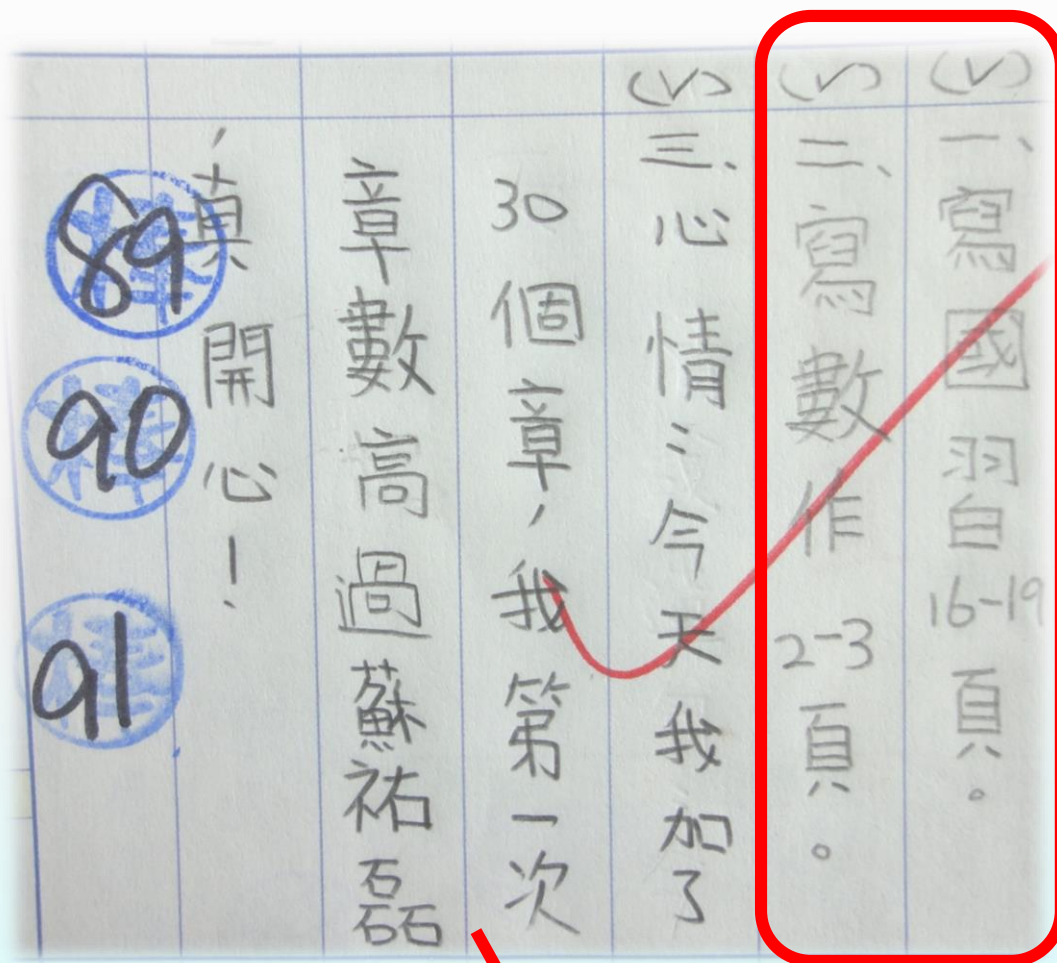 (✓)一、寫國習16-19頁。
(✓)二、寫數作2-3頁。
(✓)三、心情：今天我加了
30個章，我第一次
章數高過蘇祐磊
，真開心！
89
90
91